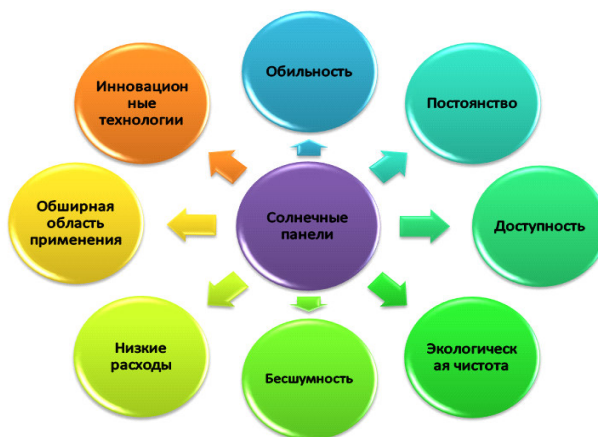 Обильность
Постоянство
Доступность
Экологическ
ая чистота
Бесшумность
Низкие
расходы
Обширная
область
применения
Инновацион
ные
технологии
Солнечные
панели